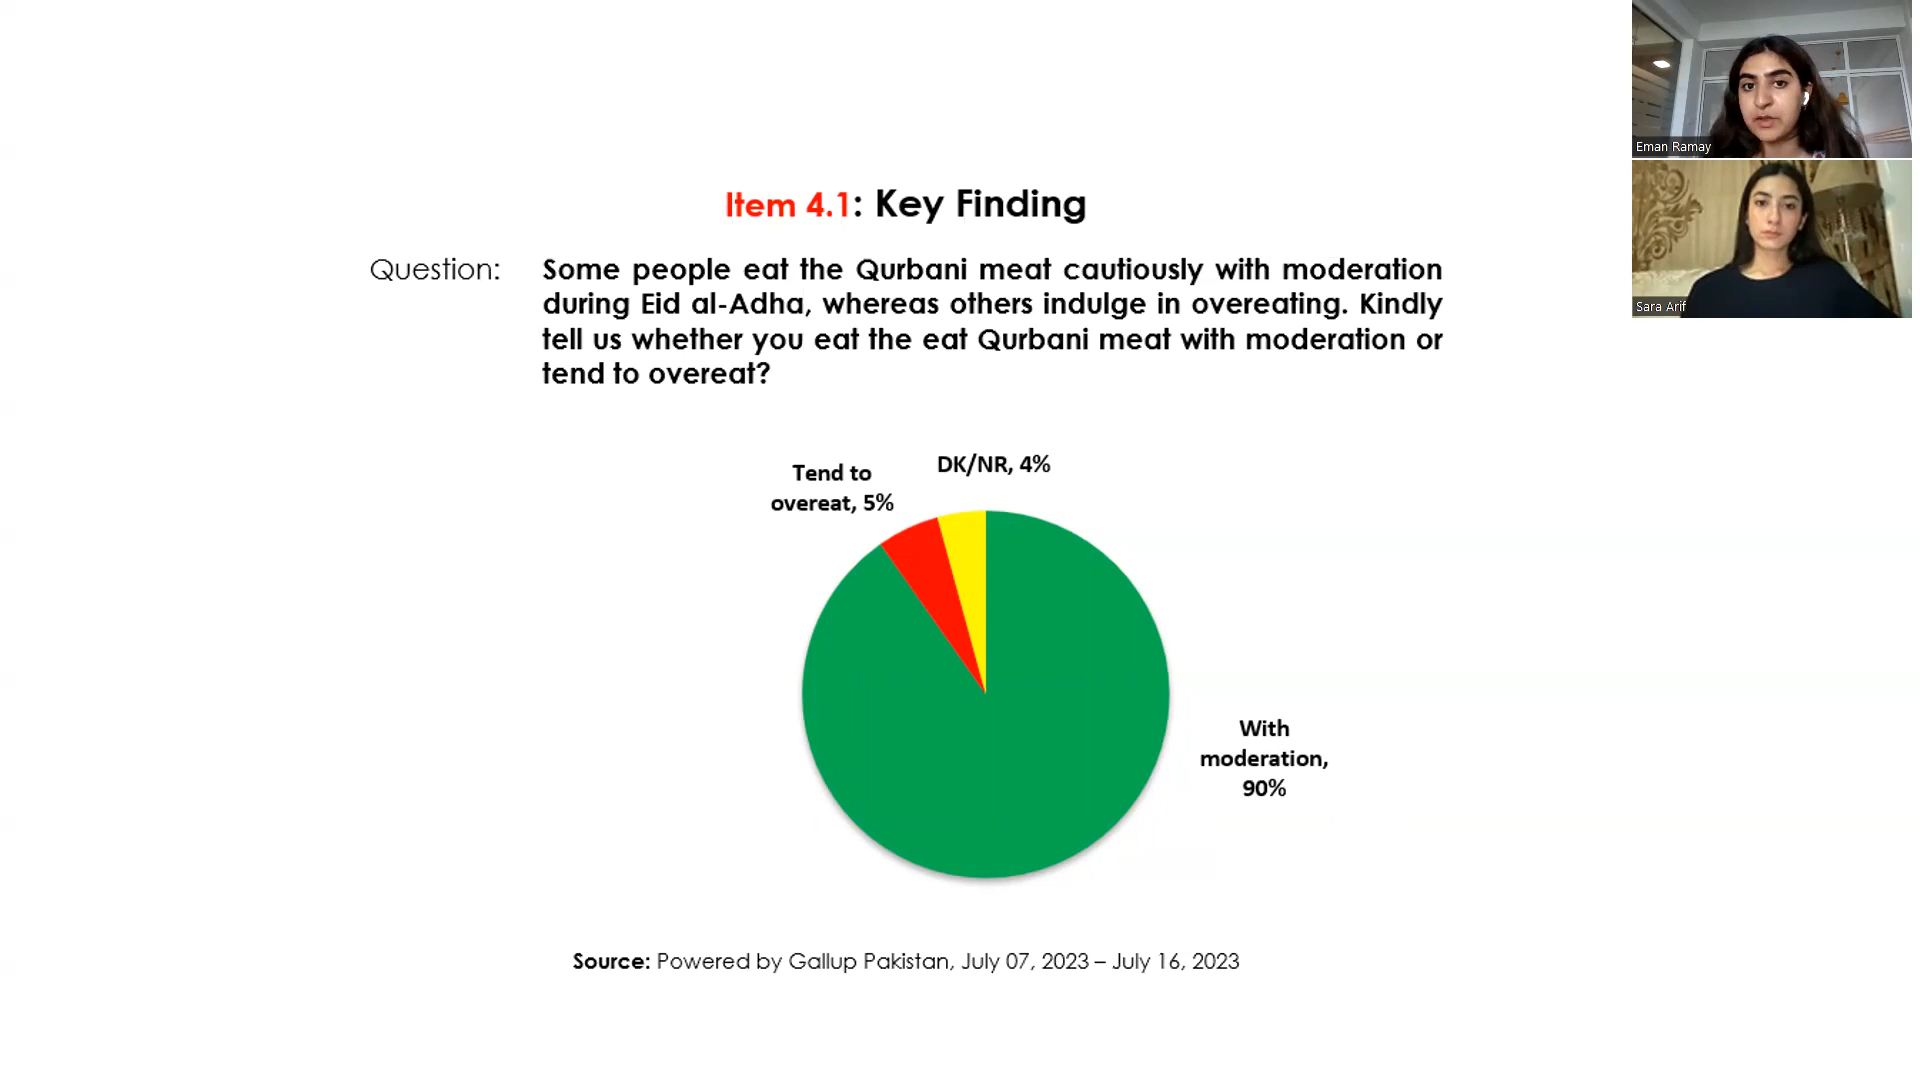 Item 4.1: Key Finding
Question:
Some people eat the Qurbani meat cautiously with moderation
during Eid al-Adha, whereas others indulge in overeating. Kindly
tell us whether you eat the eat Qurbani meat with moderation or
tend to overeat?
Tend to
overeat, 5%
DK/NR, 4%
With
moderation,
90%
Source: Powered by Gallup Pakistan, July 07, 2023 – July 16, 2023
Eman Ramay
Sara Arif